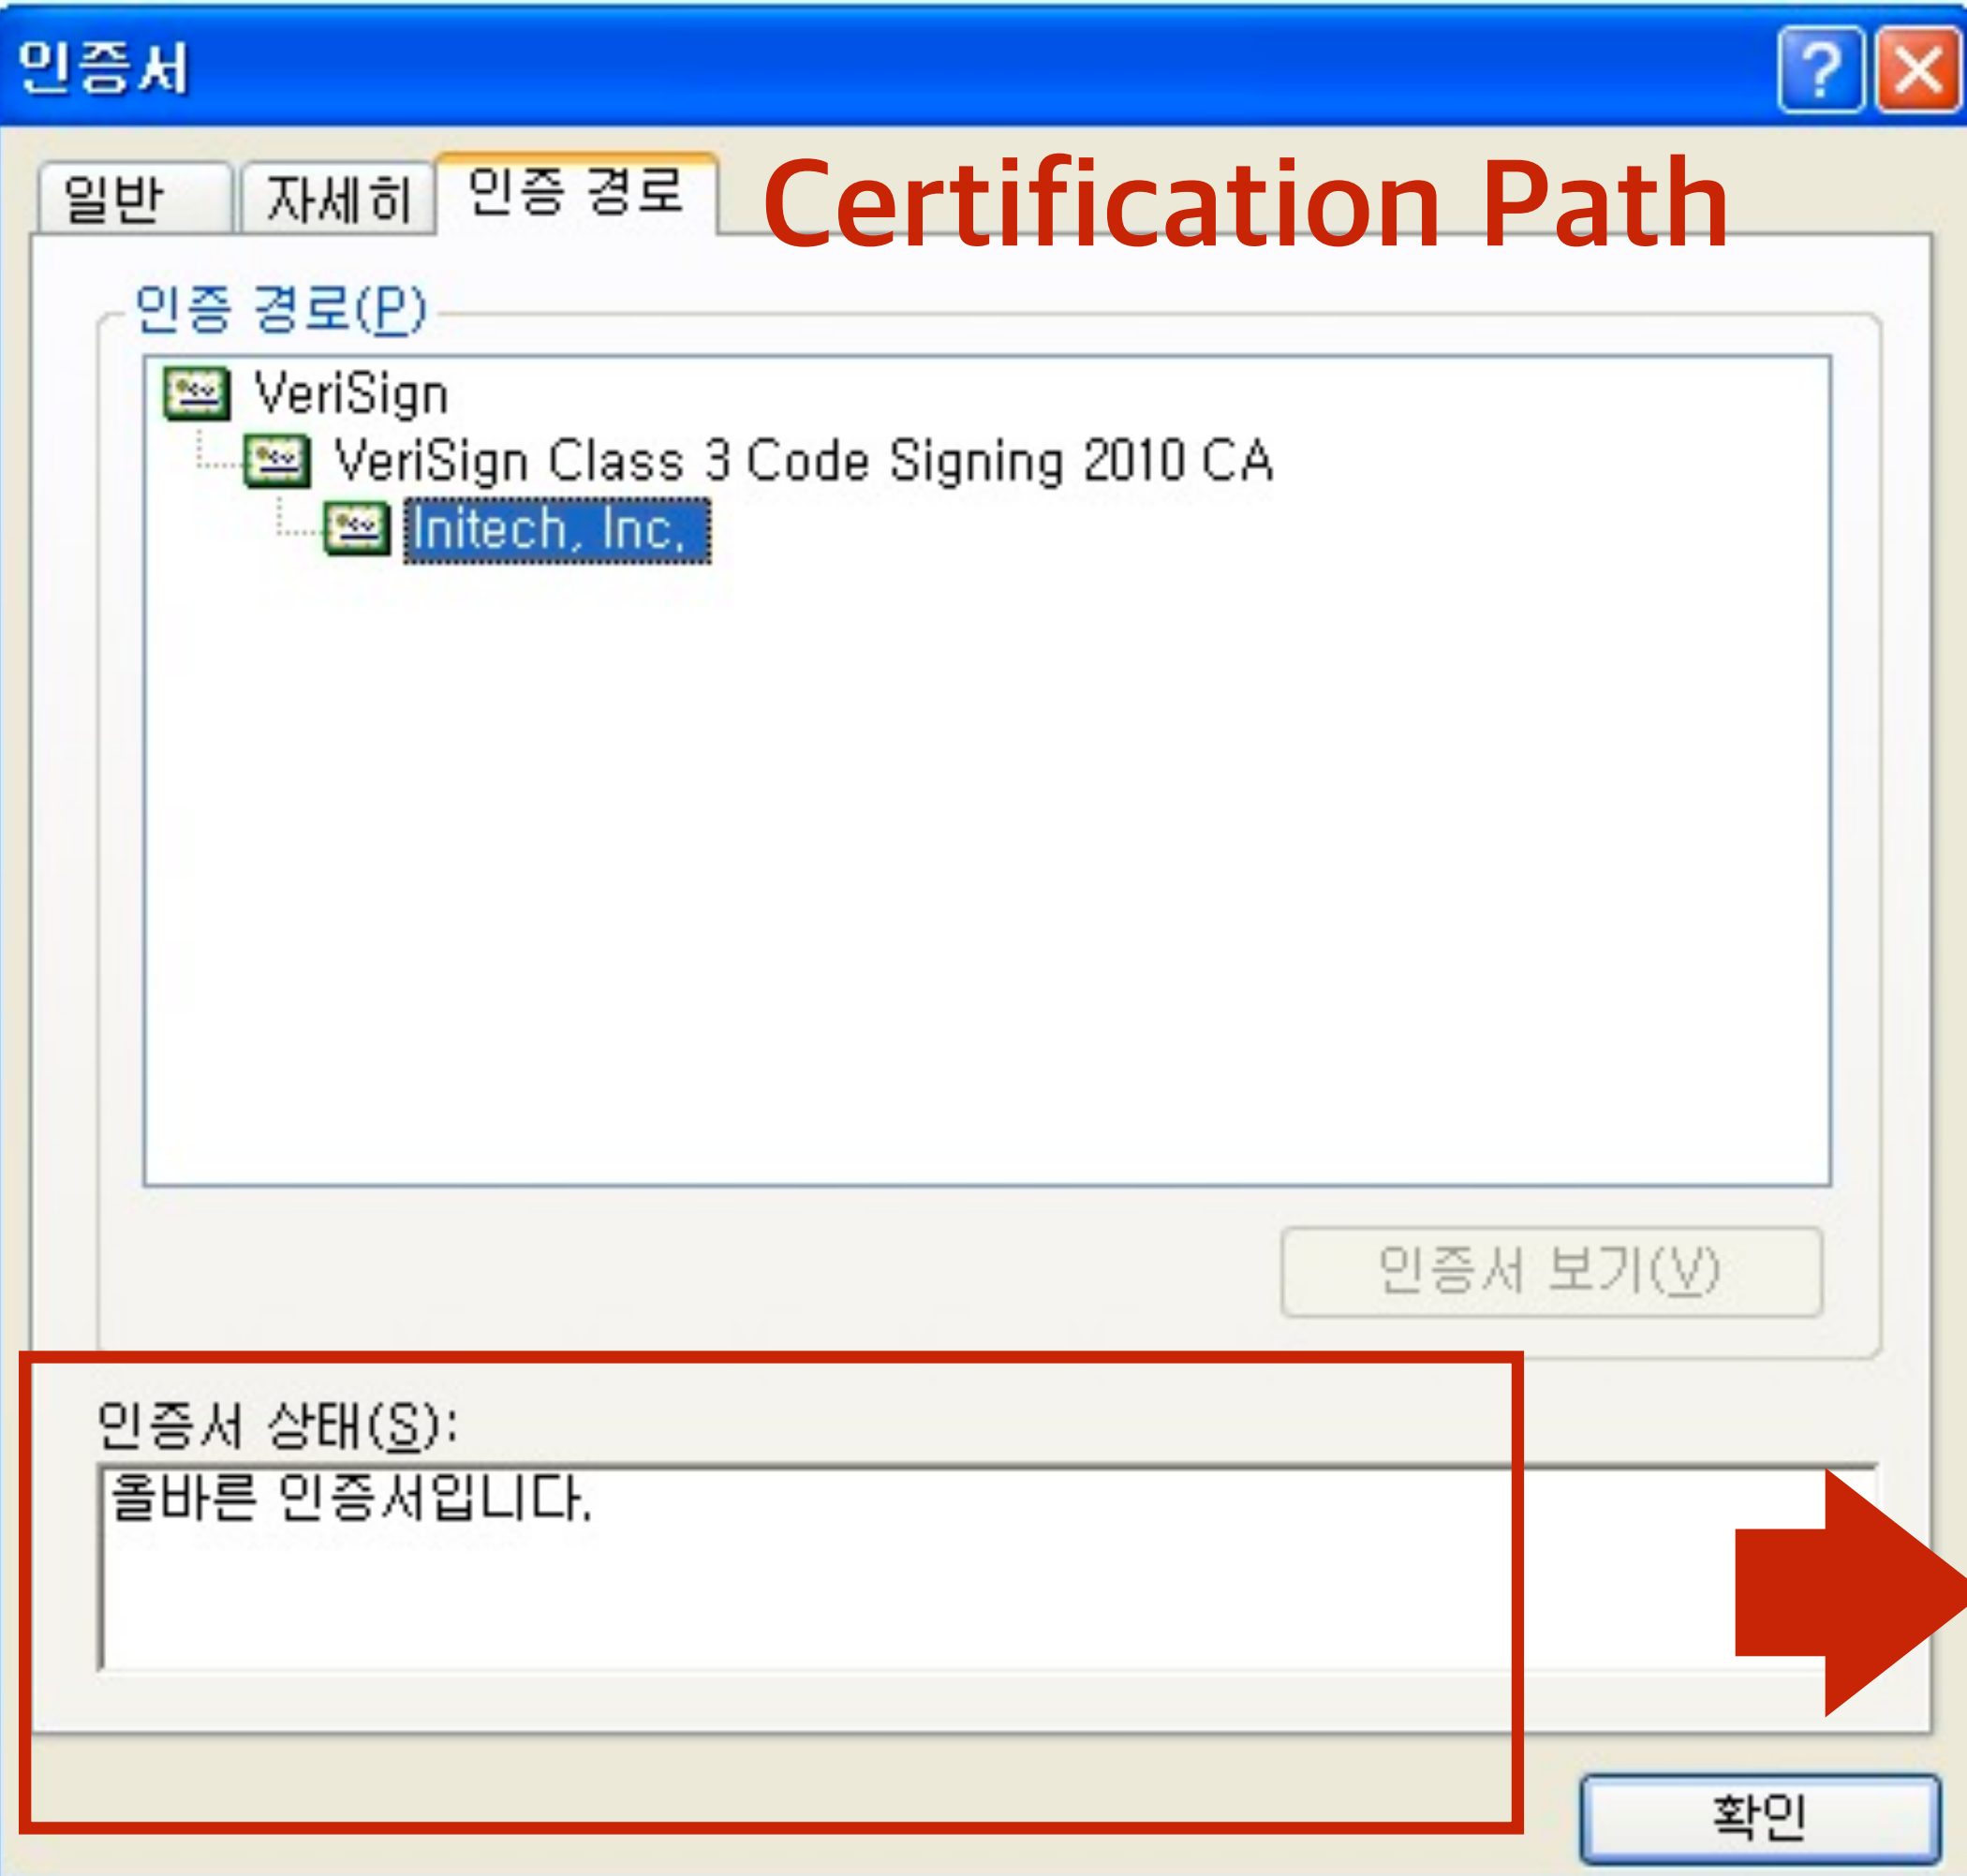 인증서
일반 자세히 인증 경로 Certification Path
인증 경로(P)
VeriSign
VeriSign Class 3 Code Signing 2010 CA
Initech, Inc.
인증서 보기(V)
인증서 상태(S):
올바른 인증서입니다.
확인